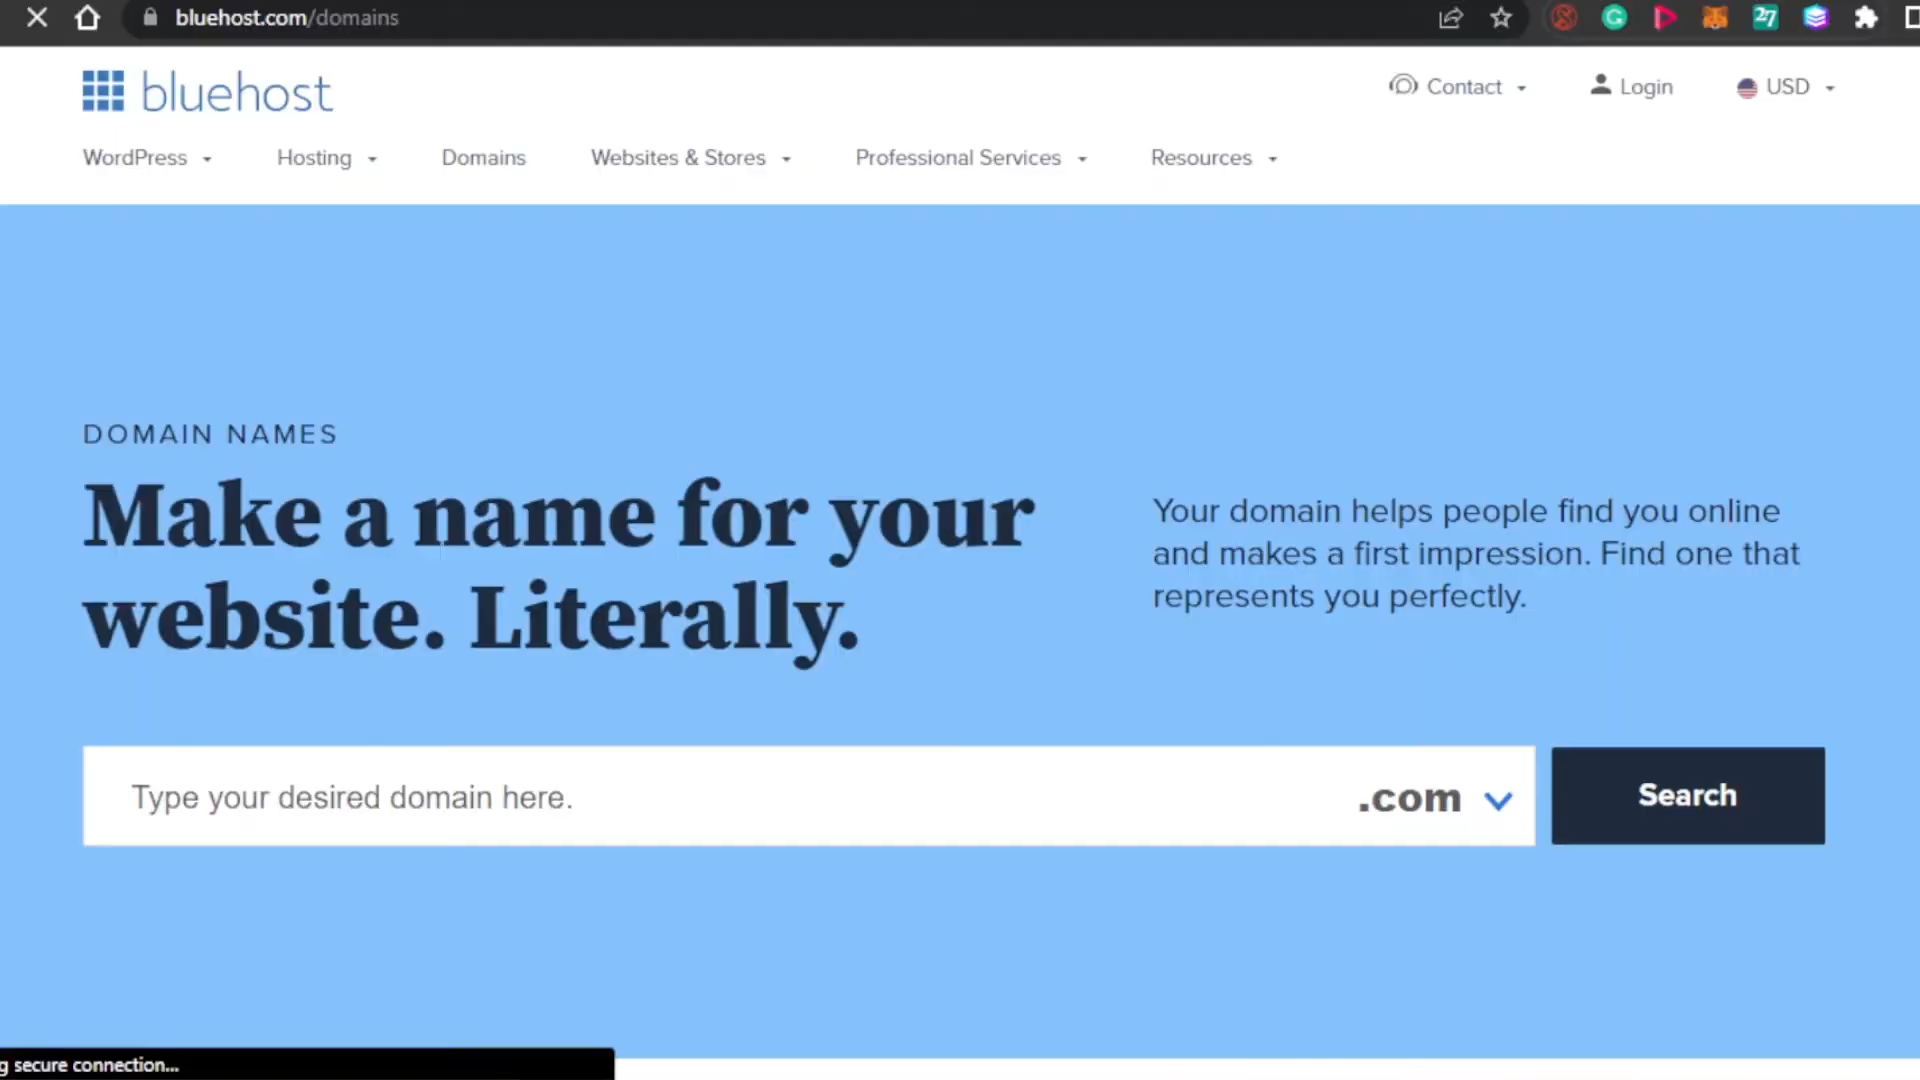 bluehost.com/domains
bluehost
Contact
Login
USD
WordPress
Hosting
Domains
Websites & Stores
Professional Services
Resources
DOMAIN NAMES
Make a name for your
website. Literally.
Your domain helps people find you online
and makes a first impression. Find one that
represents you perfectly.
Type your desired domain here.
.com
Search
g secure connection...
27
G